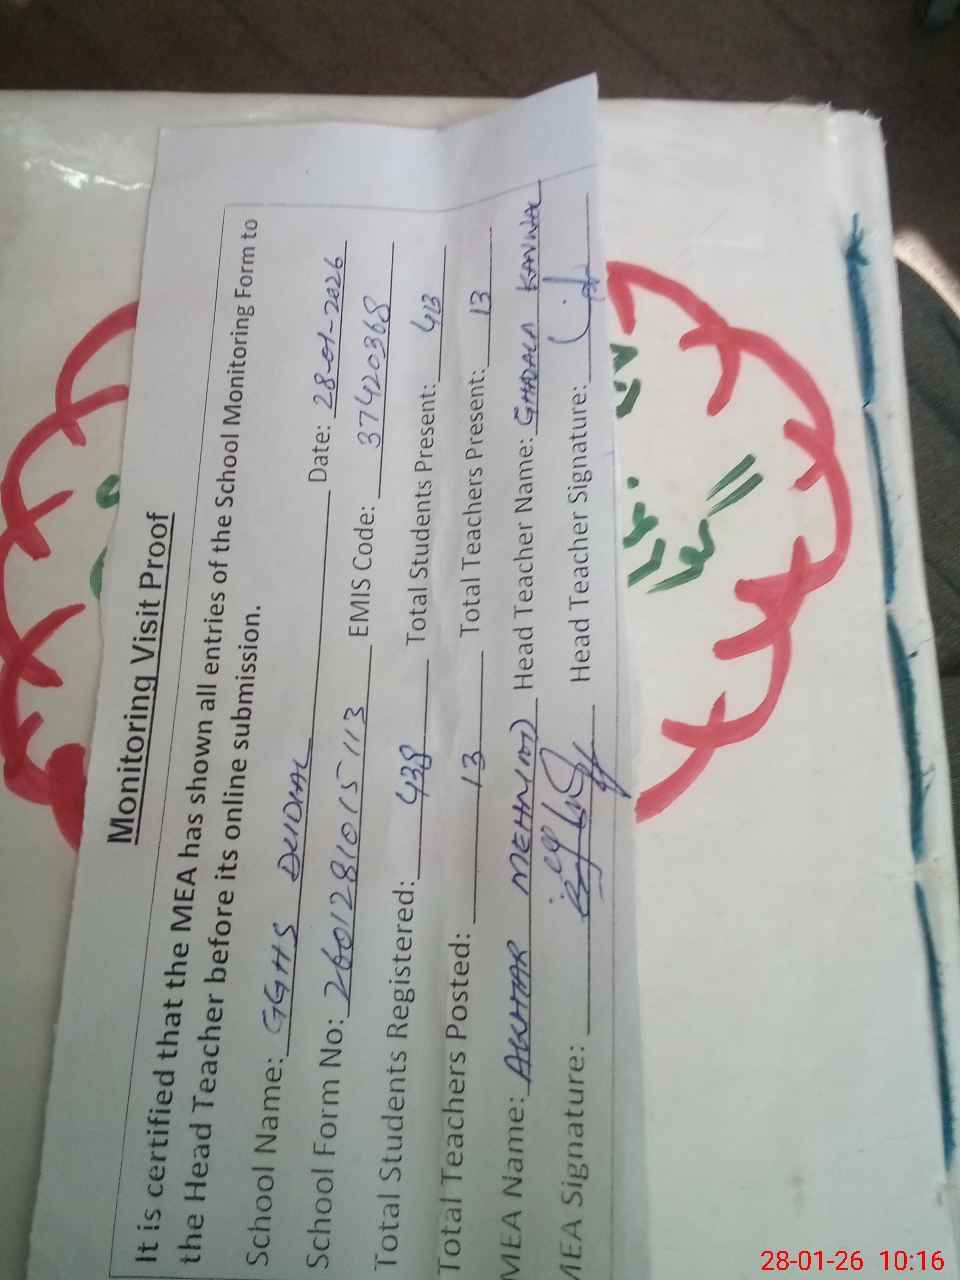 Monitoring Visit Proof
It is certified that the MEA has shown all entries of the School Monitoring Form to
the Head Teacher before its online submission.
School Name: GGHS DUIDHAL Date: 28-01-2026
School Form No: 260128101511 3 EMIS Code: 37420368
Total Students Registered: 438 Total Students Present: 413
Total Teachers Posted: 13 Total Teachers Present: 13
MEA Name: AKHTAR MEHMOOD Head Teacher Name: KANWAL
MEA Signature: Head Teacher Signature:
28-01-26 10:16